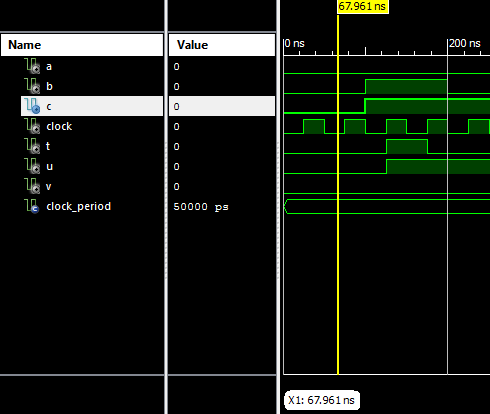 67.961 ns
Name Value
0 ns 200 ns
a 0
b 0
c 0
clock 0
t 0
u 0
v 0
clock_period 50000 ps
X1: 67.961 ns